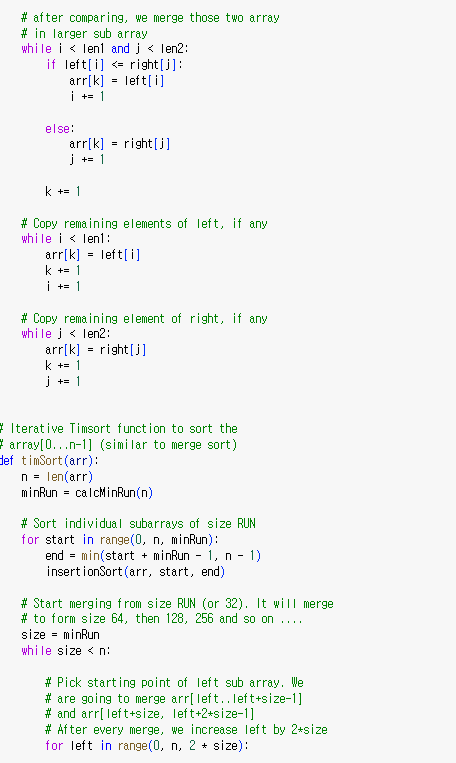 # after comparing, we merge those two array
# in larger sub array
while i < len1 and j < len2:
if left[i] <= right[j]:
arr[k] = left[i]
i += 1
else:
arr[k] = right[j]
j += 1
k += 1
# Copy remaining elements of left, if any
while i < len1:
arr[k] = left[i]
k += 1
i += 1
# Copy remaining element of right, if any
while j < len2:
arr[k] = right[j]
k += 1
j += 1
# Iterative Timsort function to sort the
# array[0...n-1] (similar to merge sort)
def timSort(arr):
n = len(arr)
minRun = calcMinRun(n)
# Sort individual subarrays of size RUN
for start in range(0, n, minRun):
end = min(start + minRun - 1, n - 1)
insertionSort(arr, start, end)
# Start merging from size RUN (or 32). It will merge
# to form size 64, then 128, 256 and so on ....
size = minRun
while size < n:
# Pick starting point of left sub array. We
# are going to merge arr[left..left+size-1]
# and arr[left+size, left+2*size-1]
# After every merge, we increase left by 2*size
for left in range(0, n, 2 * size):